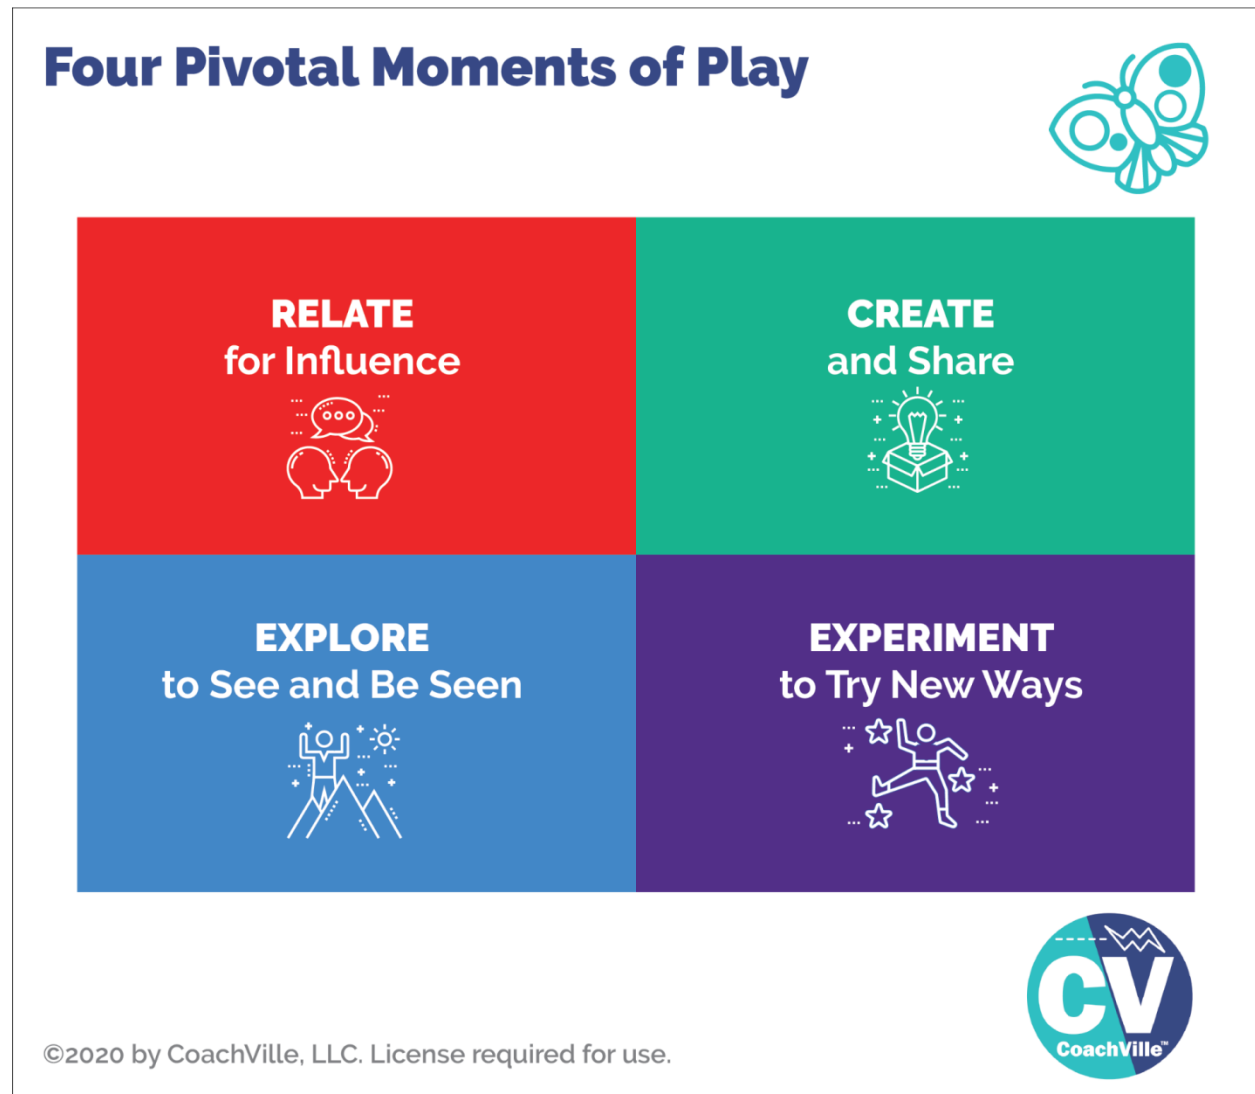 Four Pivotal Moments of Play
RELATE
for Influence
CREATE
and Share
EXPLORE
to See and Be Seen
EXPERIMENT
to Try New Ways
CV
CoachVille™
©2020 by CoachVille, LLC. License required for use.